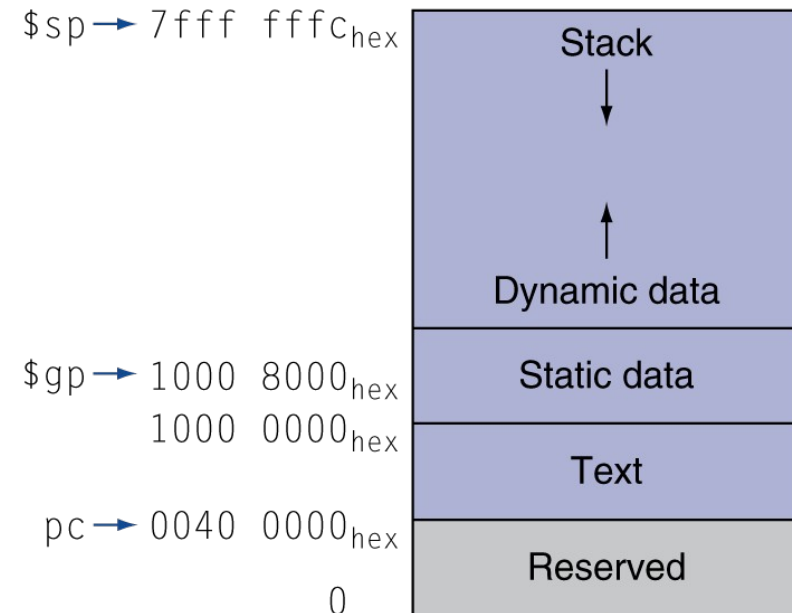 $sp → 7fff fffchex
Stack
Dynamic data
$gp → 1000 8000hex
Static data
1000 0000hex
Text
pc → 0040 0000hex
Reserved
0